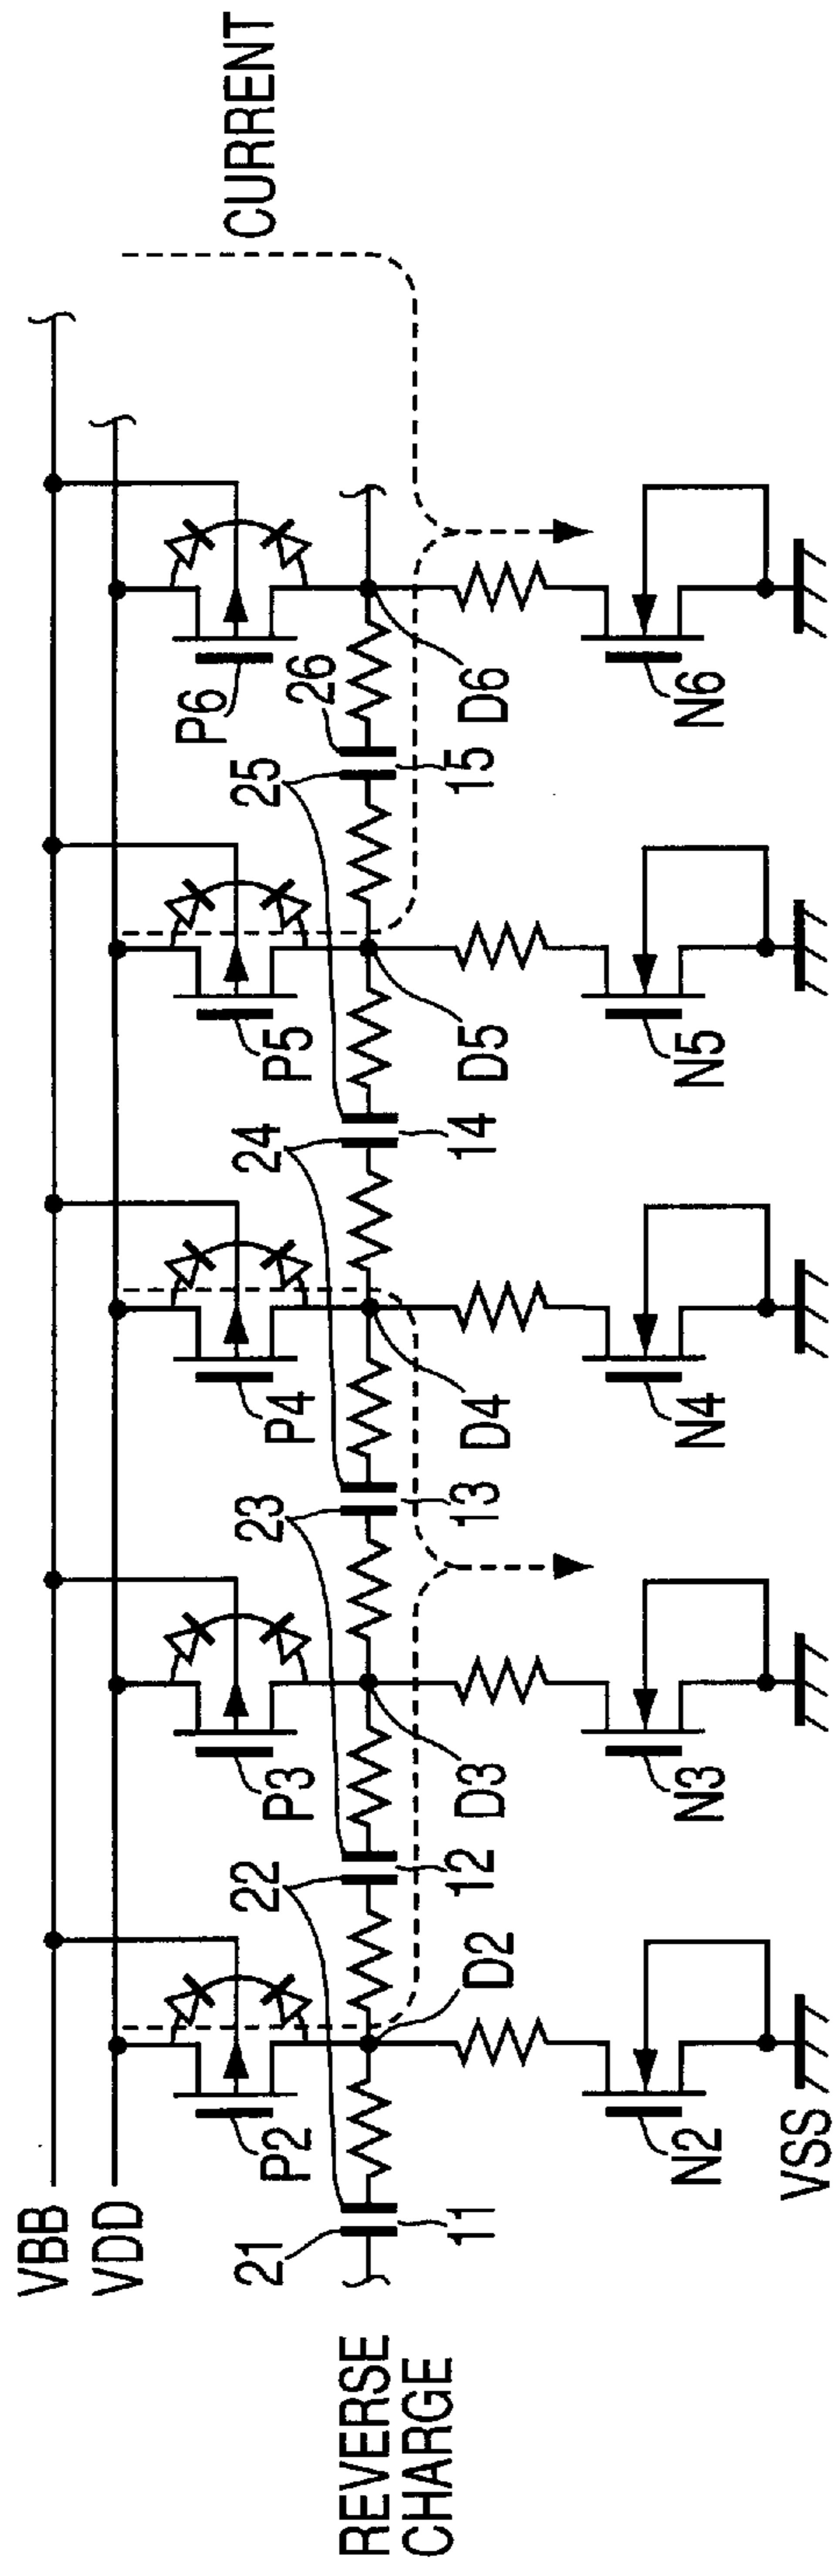 VBB
VDD
REVERSE
CHARGE
CURRENT
P2
P3
P4
P5
P6
21
22
23
24
25
26
11
12
13
14
15
D2
D3
D4
D5
D6
N2
N3
N4
N5
N6
VSS